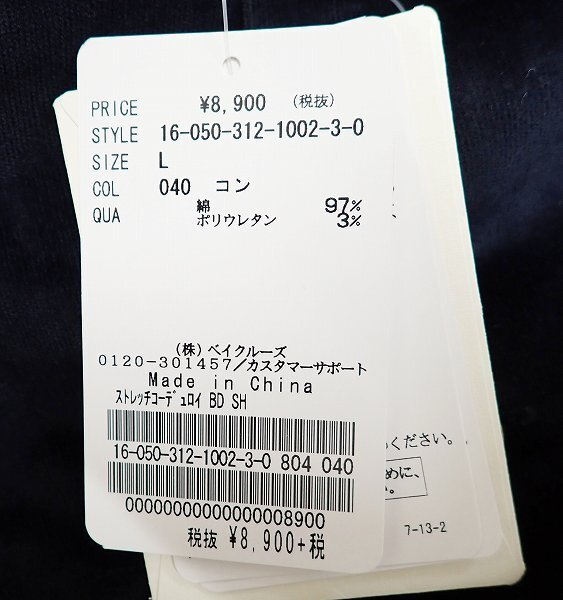 PRICE ¥8,900 (税抜)
STYLE 16-050-312-1002-3-0
SIZE L
COL 040 コン
QUA 綿 97%
ポリウレタン 3%
(株)ベイクルーズ
0120-301457/カスタマーサポート
Made in China
ストレッチコーデュロイ BD SH
16-050-312-1002-3-0 804 040
00000000000000008900
税抜 ¥8,900+税
ください。
めに、
。
7-13-2